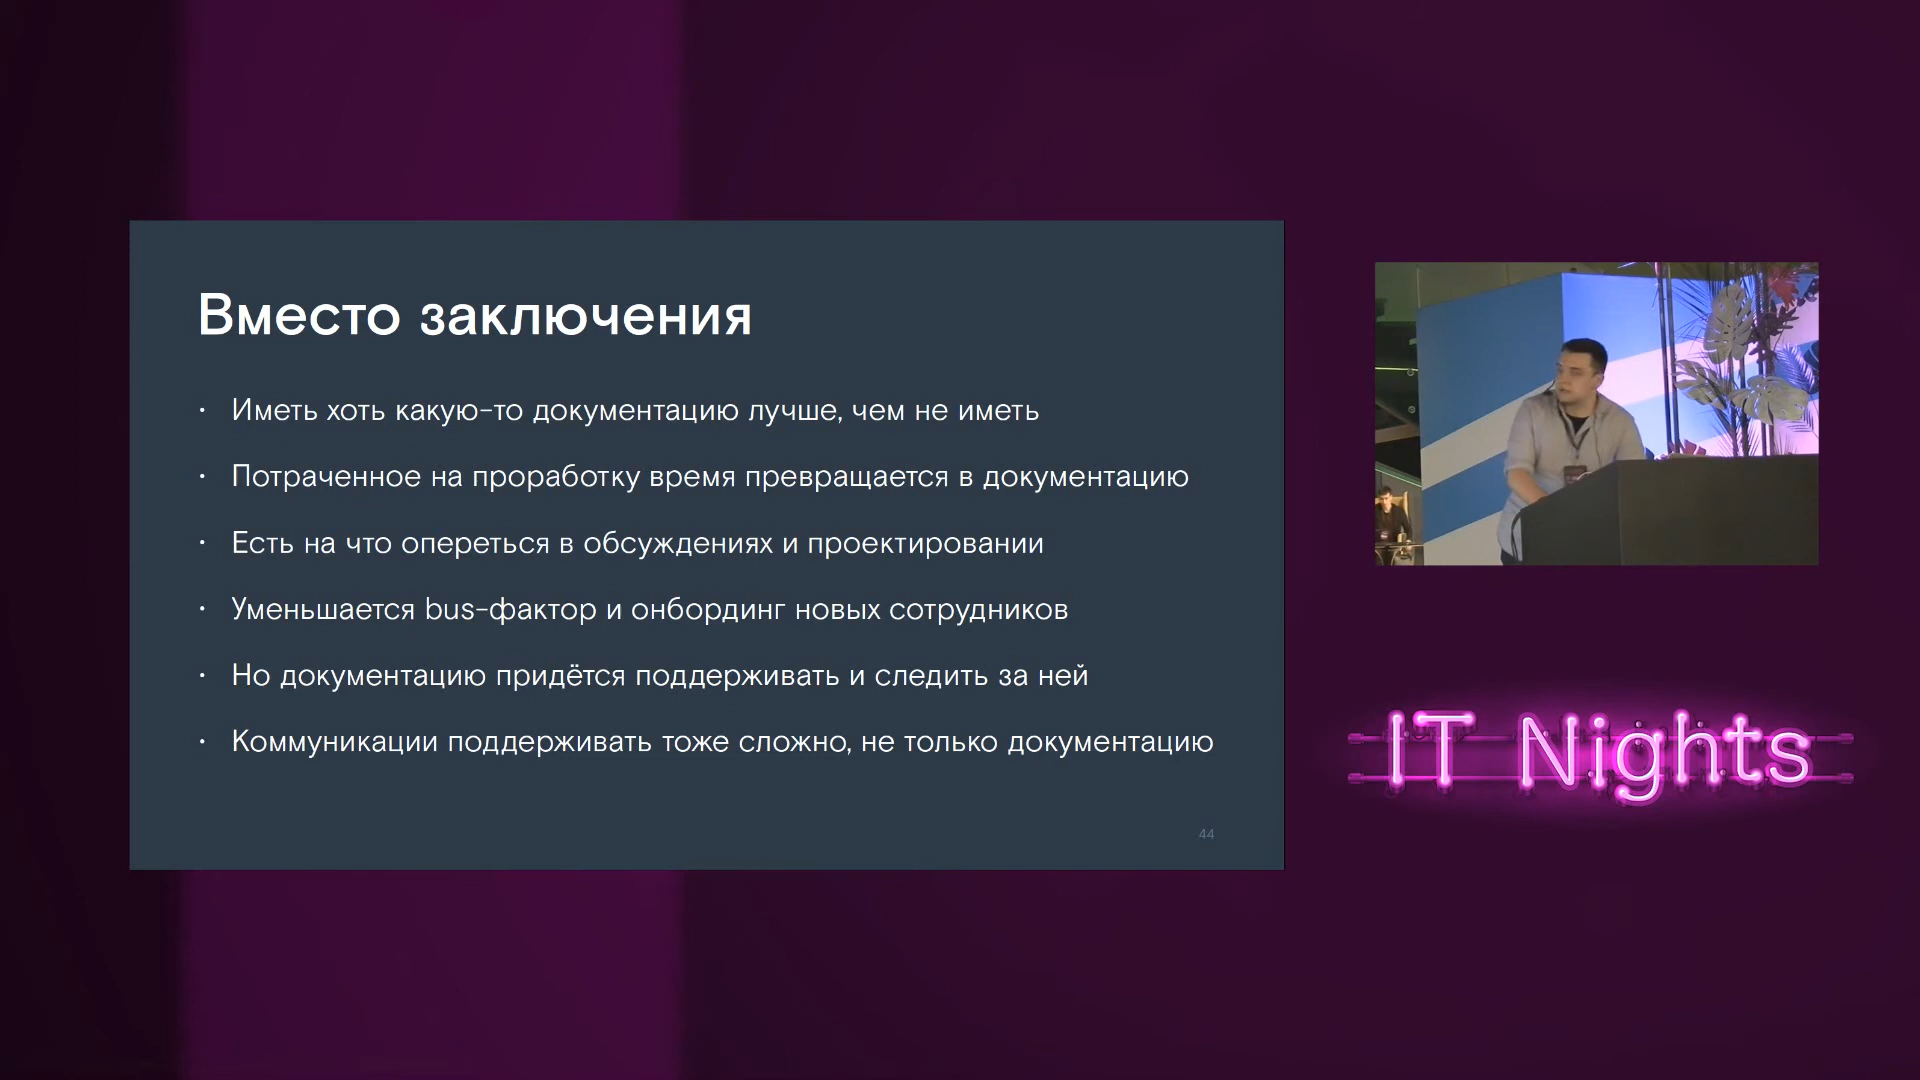 Вместо заключения
· Иметь хоть какую-то документацию лучше, чем не иметь
· Потраченное на проработку время превращается в документацию
· Есть на что опереться в обсуждениях и проектировании
· Уменьшается bus-фактор и онбординг новых сотрудников
· Но документацию придётся поддерживать и следить за ней
· Коммуникации поддерживать тоже сложно, не только документацию
44
IT Nights